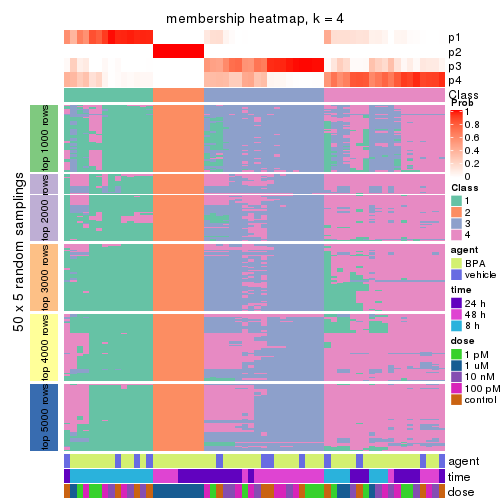 membership heatmap, k = 4
p1
p2
p3
p4
Class
50 x 5 random samplings
top 1000 rows
top 2000 rows
top 3000 rows
top 4000 rows
top 5000 rows
agent
time
dose
Prob
1
0.8
0.6
0.4
0.2
0
Class
1
2
3
4
agent
BPA
vehicle
time
24 h
48 h
8 h
dose
1 pM
1 uM
10 nM
100 pM
control